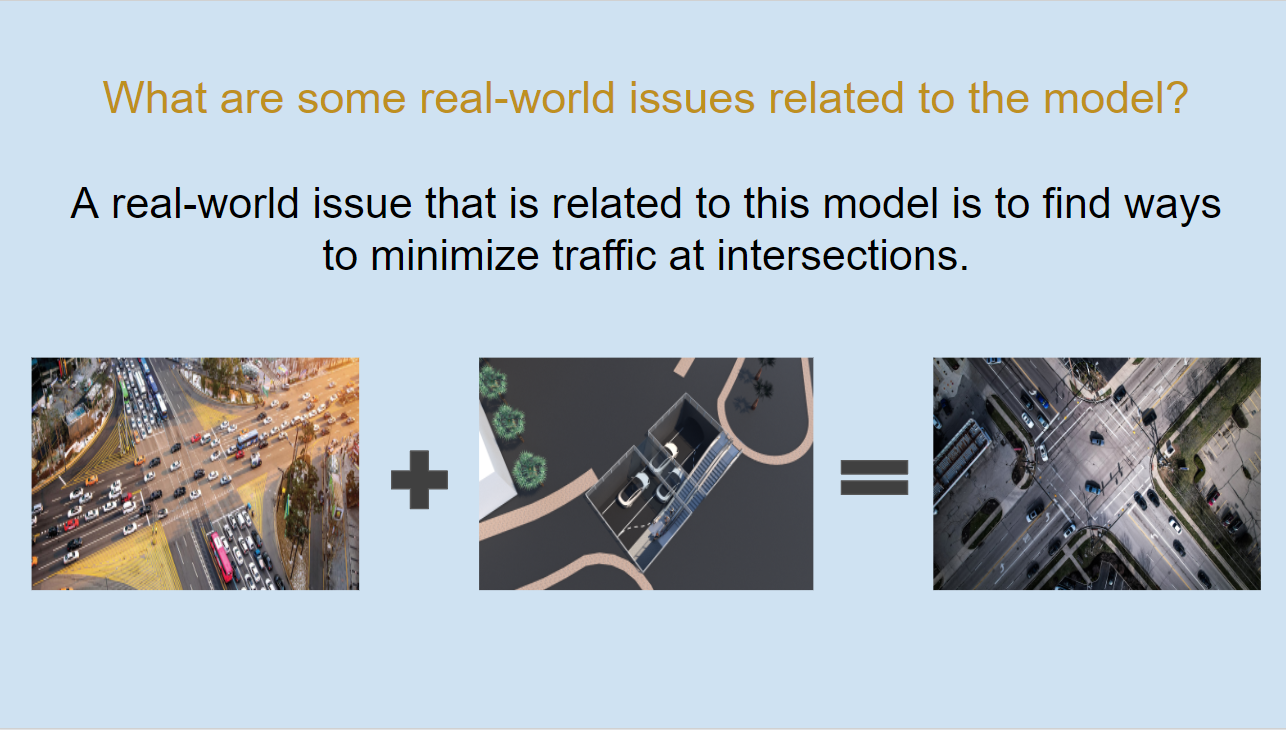 What are some real-world issues related to the model?
A real-world issue that is related to this model is to find ways
to minimize traffic at intersections.